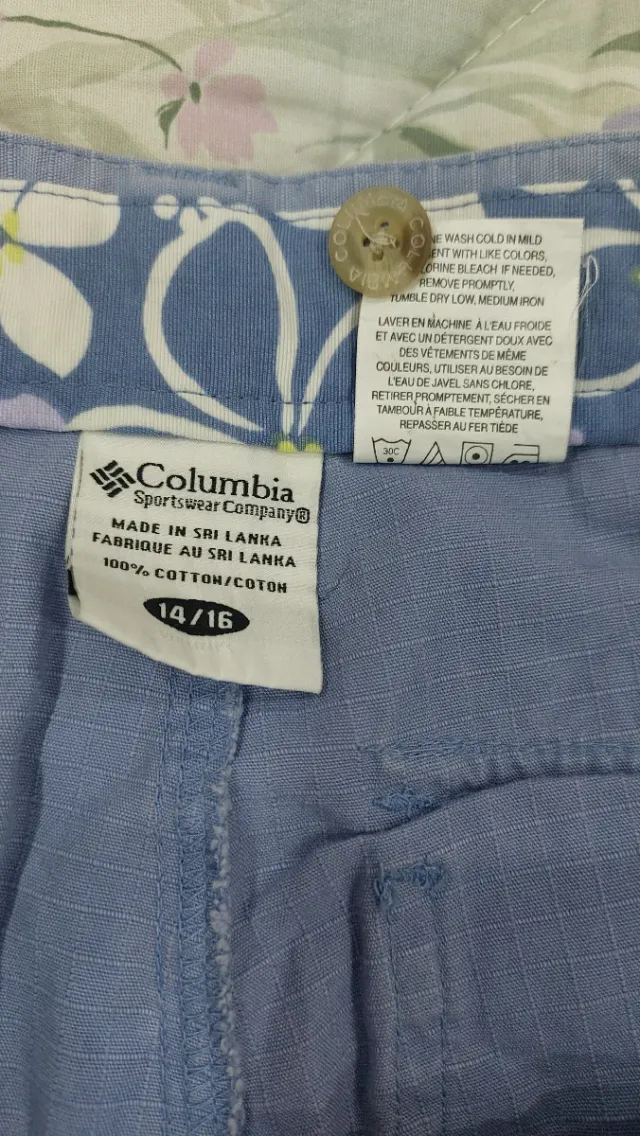 COLUMBIA COLUMBIA
WASH COLD IN MILD
WITH LIKE COLORS,
BLEACH IF NEEDED,
REMOVE PROMPTLY,
TUMBLE DRY LOW, MEDIUM IRON
LAVER EN MACHINE À L'EAU FROIDE
ET AVEC UN DÉTERGENT DOUX AVEC
DES VÊTEMENTS DE MÊME
COULEURS, UTILISER AU BESOIN DE
L'EAU DE JAVEL SANS CHLORE,
RETIRER PROMPTEMENT, SÉCHER EN
TAMBOUR À FAIBLE TEMPÉRATURE,
REPASSER AU FER TIÈDE
30C
Columbia
Sportswear Company®
MADE IN SRI LANKA
FABRIQUE AU SRI LANKA
100% COTTON/COTON
14/16